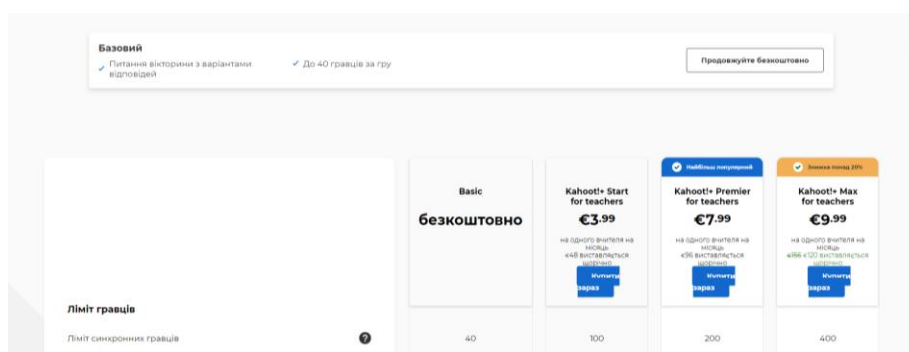 Базовий
Питання вікторини з варіантами відповідей
До 40 гравців за гру
Продовжуйте безкоштовно
Basic
безкоштовно
Kahoot!+ Start
for teachers
€3.99
на одного вчителя на
місяць
€48 виставляється
щорічно
Купити
зараз
Найбільш популярний
Kahoot!+ Premier
for teachers
€7.99
на одного вчителя на
місяць
€96 виставляється
щорічно
Купити
зараз
Знижка понад 20%
Kahoot!+ Max
for teachers
€9.99
на одного вчителя на
місяць
€120 виставляється
щорічно
Купити
зараз
Ліміт гравців
Ліміт синхронних гравців ? 40 100 200 400